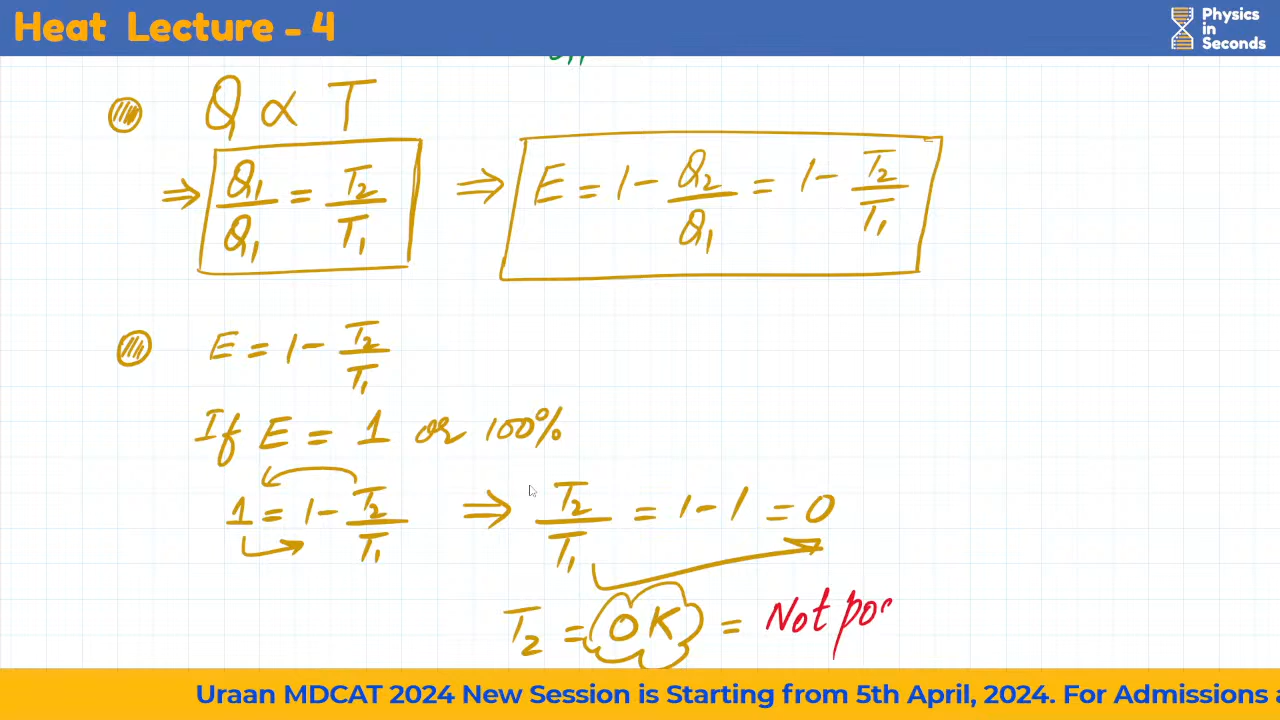 Heat Lecture - 4
Physics
in
Seconds
Q ∝ T
⇒ Q₁/Q₁ = T₂/T₁ ⇒ E = 1 - Q₂/Q₁ = 1 - T₂/T₁
E = 1 - T₂/T₁
If E = 1 or 100%
1 = 1 - T₂/T₁ ⇒ T₂/T₁ = 1 - 1 = 0
T₂ = 0K = Not pos
Uraan MDCAT 2024 New Session is Starting from 5th April, 2024. For Admissions a